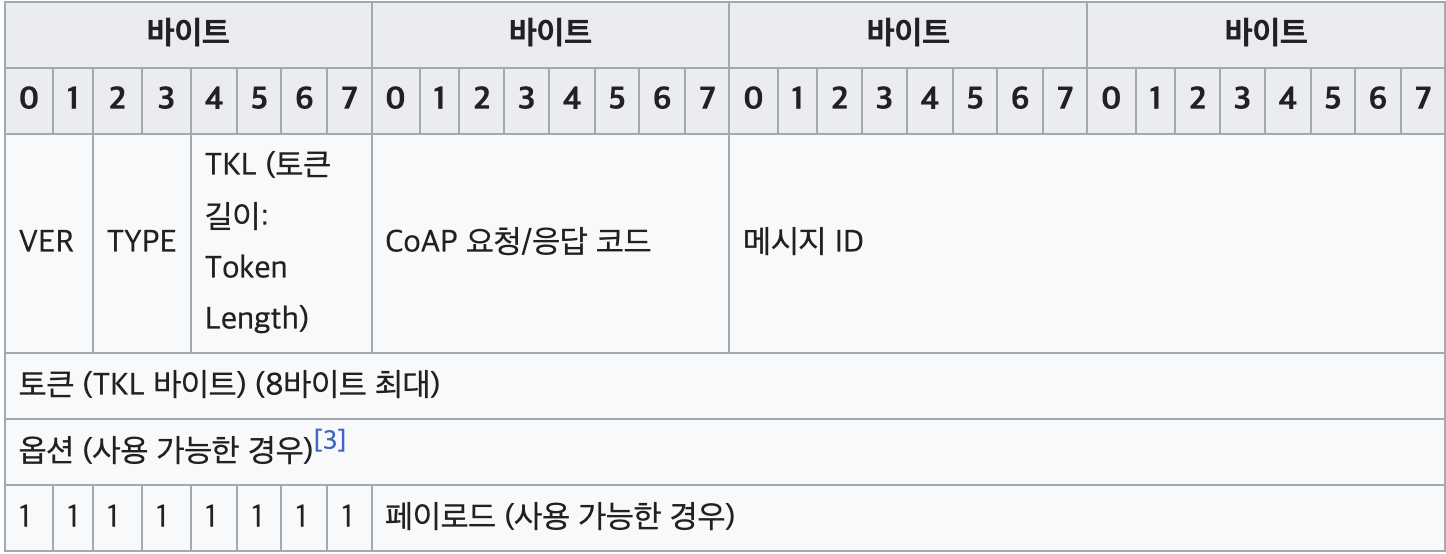 바이트 바이트 바이트 바이트
0 1 2 3 4 5 6 7 0 1 2 3 4 5 6 7 0 1 2 3 4 5 6 7 0 1 2 3 4 5 6 7
VER TYPE TKL (토큰
길이:
Token
Length) CoAP 요청/응답 코드 메시지 ID
토큰 (TKL 바이트) (8바이트 최대)
옵션 (사용 가능한 경우)[3]
1 1 1 1 1 1 1 1 페이로드 (사용 가능한 경우)